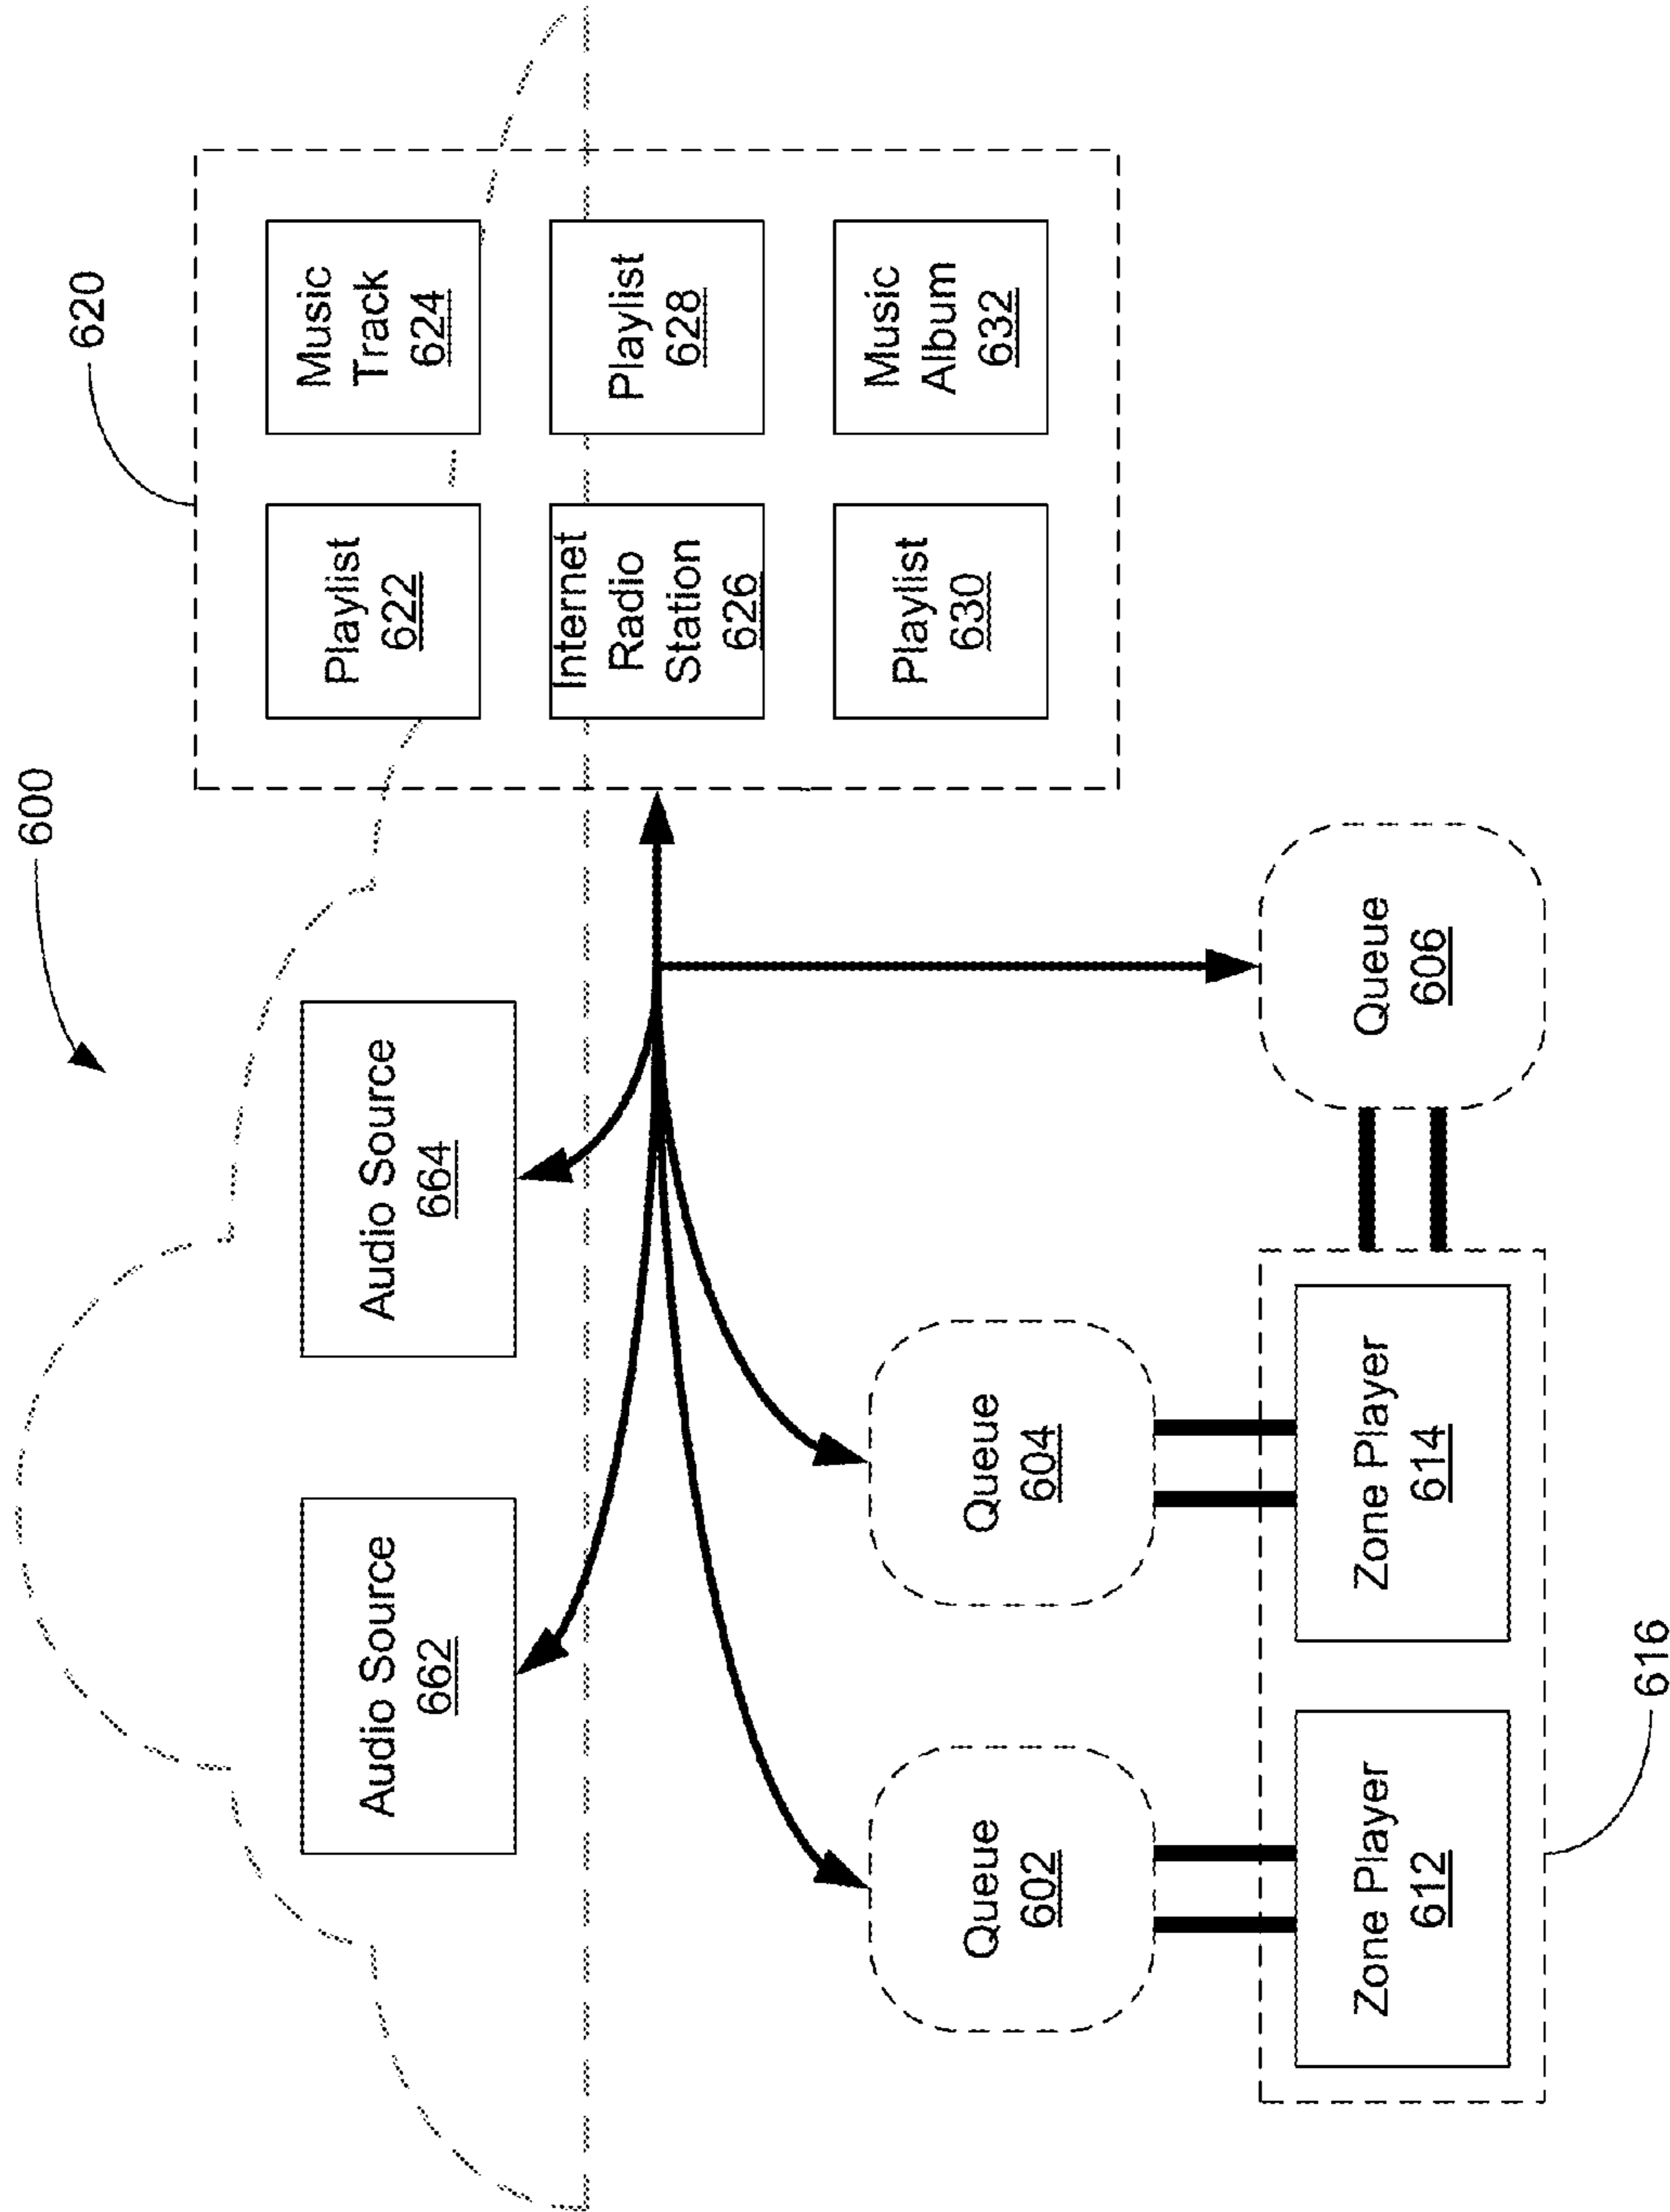 600
620
Audio Source
662
Audio Source
664
Playlist
622
Music
Track
624
Internet
Radio
Station
626
Playlist
628
Playlist
630
Music
Album
632
Queue
602
Queue
604
Queue
606
Zone Player
612
Zone Player
614
616